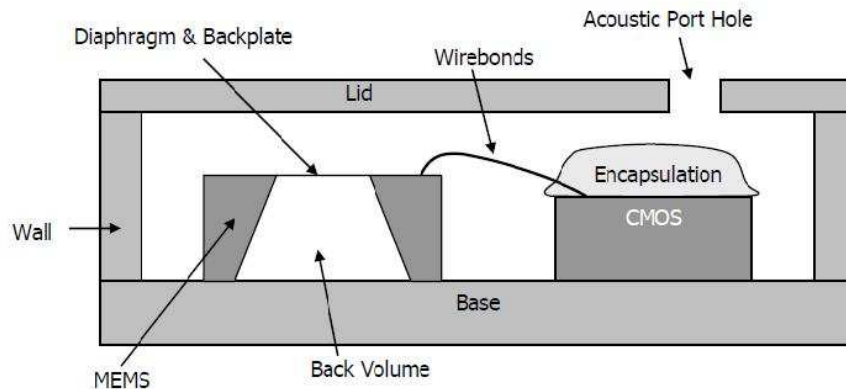 Acoustic Port Hole
Diaphragm & Backplate
Wirebonds
Lid
Encapsulation
CMOS
Wall
Base
Back Volume
MEMS